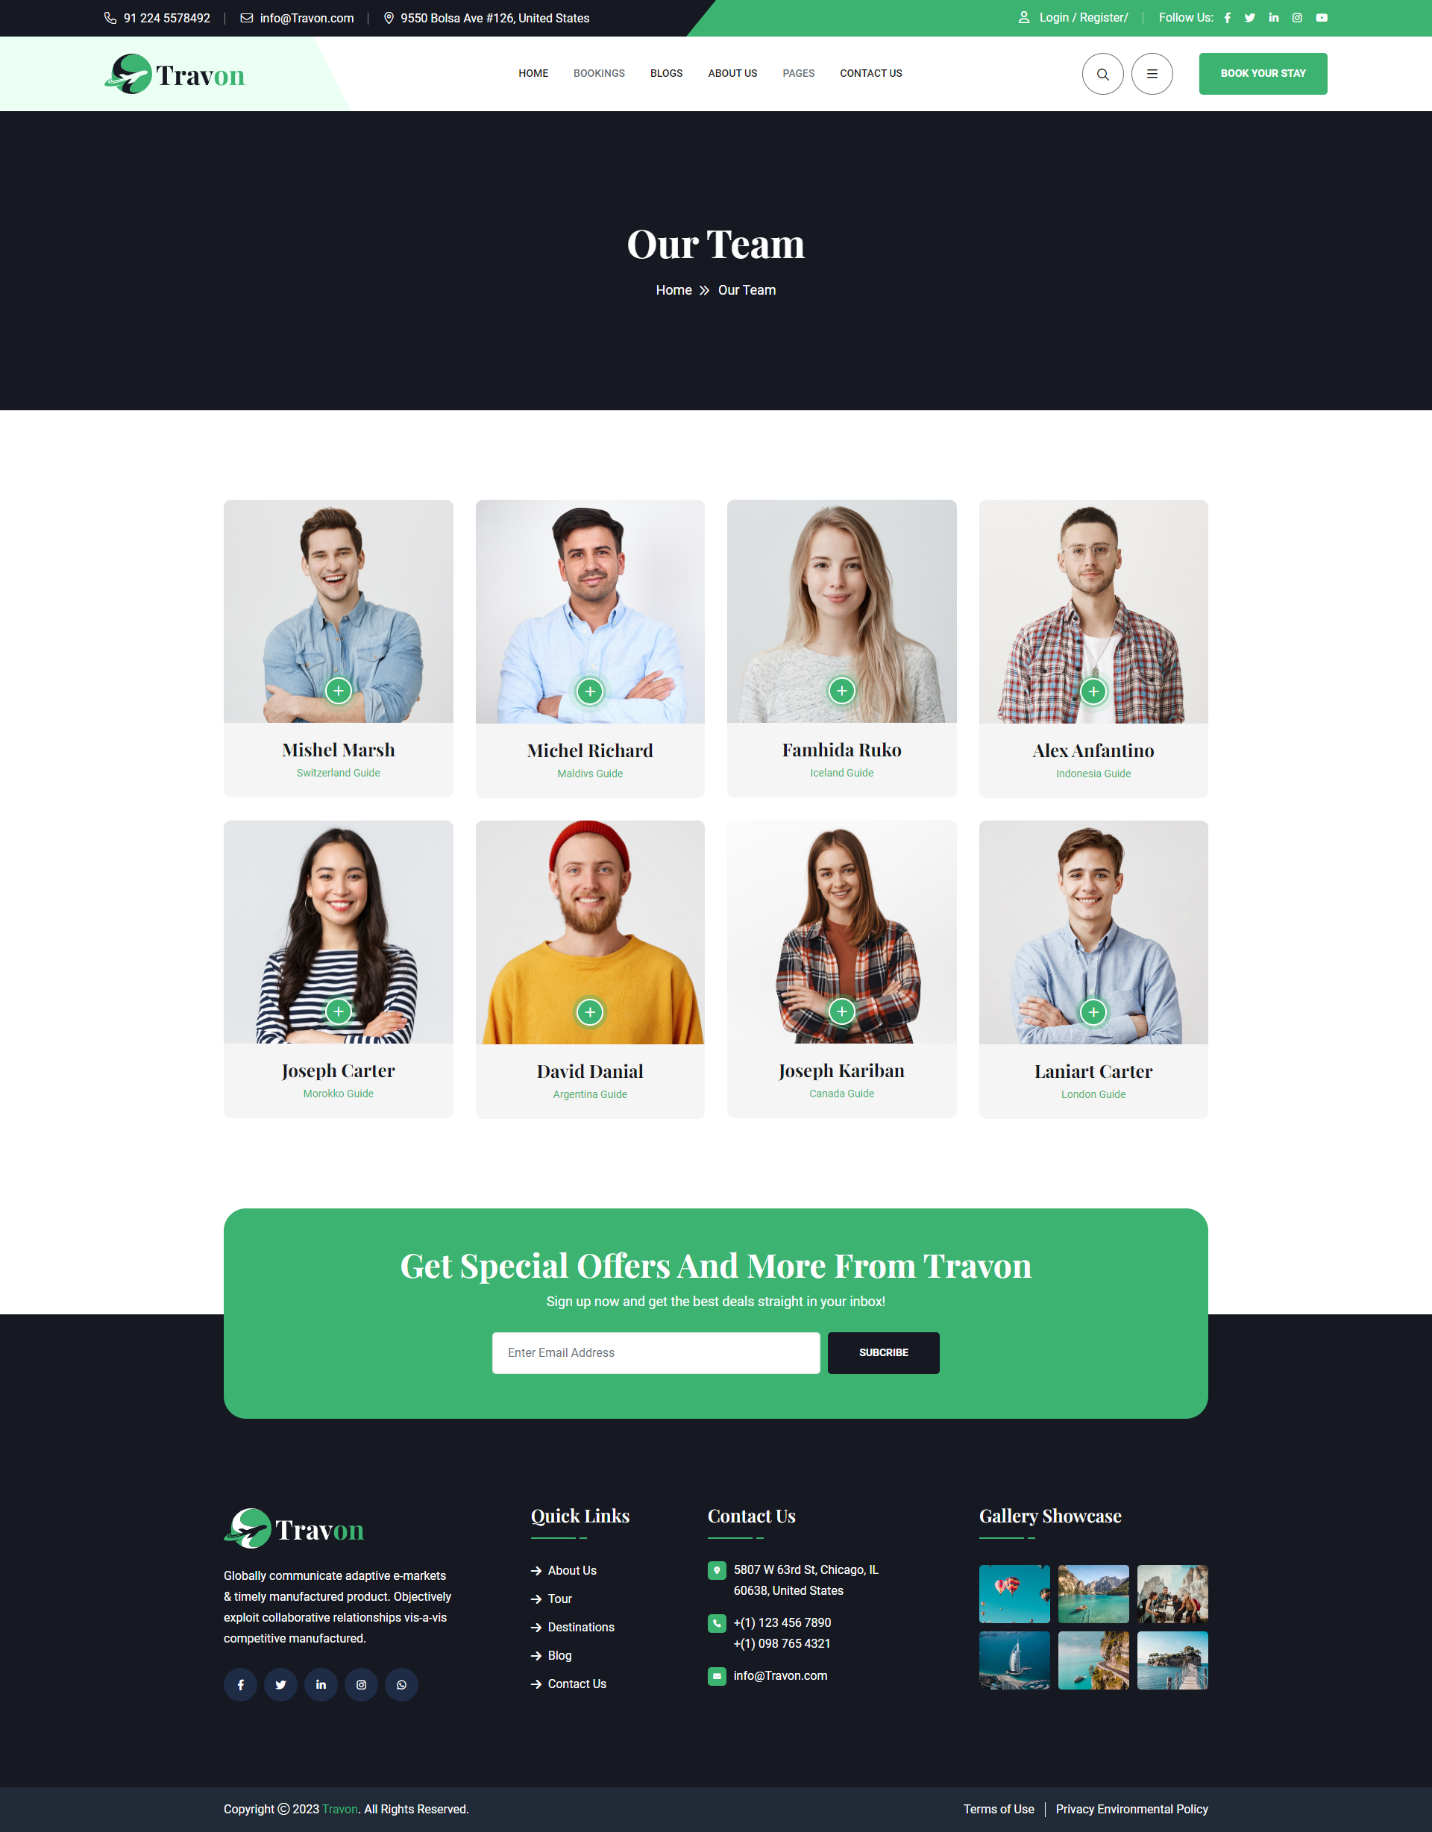 91 224 5578492
info@Travon.com
9550 Bolsa Ave #126, United States
Login / Register/
Follow Us:
Travon
HOME
BOOKINGS
BLOGS
ABOUT US
PAGES
CONTACT US
BOOK YOUR STAY
Our Team
Home
Our Team
Mishel Marsh
Switzerland Guide
Michel Richard
Maldivs Guide
Famhida Ruko
Iceland Guide
Alex Anfantino
Indonesia Guide
Joseph Carter
Morokko Guide
David Danial
Argentina Guide
Joseph Kariban
Canada Guide
Laniart Carter
London Guide
Get Special Offers And More From Travon
Sign up now and get the best deals straight in your inbox!
Enter Email Address
SUBCRIBE
Travon
Globally communicate adaptive e-markets
& timely manufactured product. Objectively
exploit collaborative relationships vis-a-vis
competitive manufactured.
Quick Links
About Us
Tour
Destinations
Blog
Contact Us
Contact Us
5807 W 63rd St, Chicago, IL
60638, United States
+(1) 123 456 7890
+(1) 098 765 4321
info@Travon.com
Gallery Showcase
Copyright © 2023 Travon. All Rights Reserved.
Terms of Use
Privacy Environmental Policy